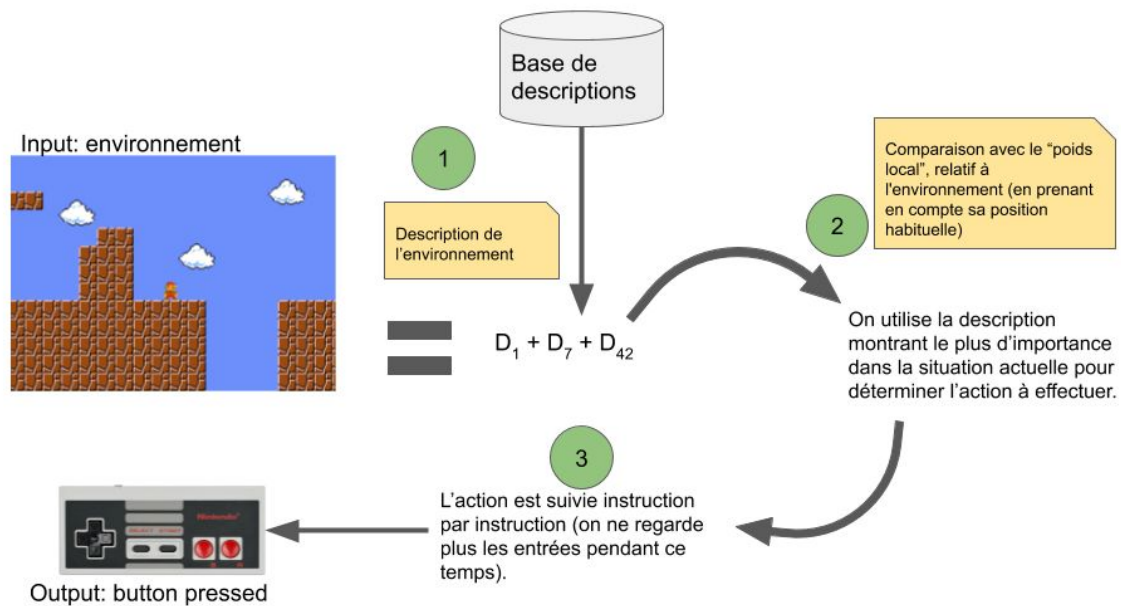 Base de
descriptions
Input: environnement
1
Description de
l'environnement
Comparaison avec le “poids
local”, relatif à
l'environnement (en prenant
en compte sa position
habituelle)
2
D1 + D7 + D42
On utilise la description
montrant le plus d’importance
dans la situation actuelle pour
déterminer l’action à effectuer.
3
L’action est suivie instruction
par instruction (on ne regarde
plus les entrées pendant ce
temps).
Nintendo
SELECT START
B A
Output: button pressed